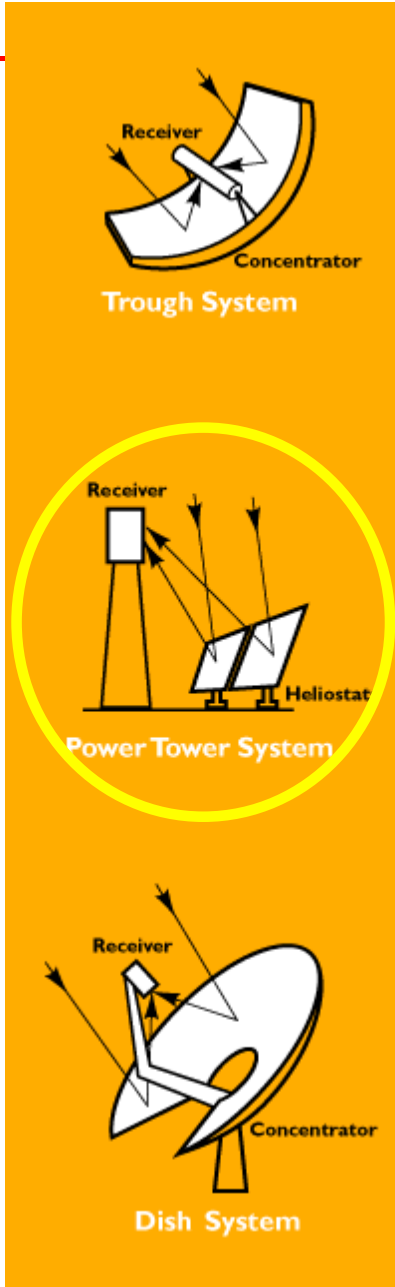 Receiver
Concentrator
Trough System
Receiver
Heliostat
Power Tower System
Receiver
Concentrator
Dish System